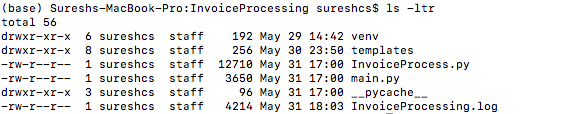 (base) Sureshs-MacBook-Pro:InvoiceProcessing sureshcs$ ls -ltr
total 56
drwxr-xr-x  6 sureshcs  staff    192 May 29 14:42 venv
drwxr-xr-x  8 sureshcs  staff    256 May 30 23:50 templates
-rw-r--r--  1 sureshcs  staff  12710 May 31 17:00 InvoiceProcess.py
-rw-r--r--  1 sureshcs  staff   3650 May 31 17:00 main.py
drwxr-xr-x  3 sureshcs  staff     96 May 31 17:00 __pycache__
-rw-r--r--  1 sureshcs  staff   4214 May 31 18:03 InvoiceProcessing.log